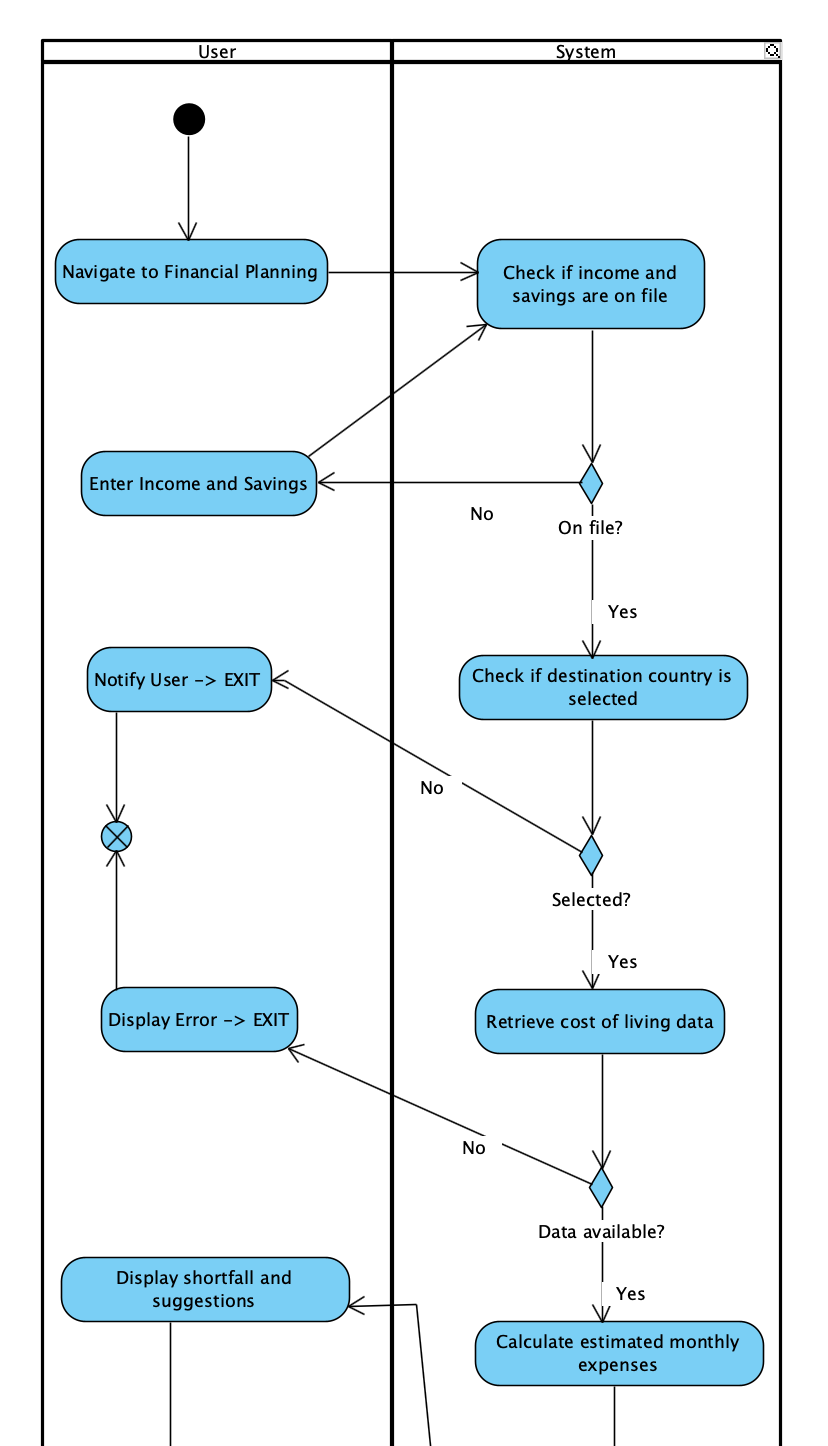 User
System
Navigate to Financial Planning
Check if income and
savings are on file
Enter Income and Savings
No
On file?
Yes
Notify User -> EXIT
Check if destination country is
selected
No
Selected?
Yes
Display Error -> EXIT
Retrieve cost of living data
No
Data available?
Display shortfall and
suggestions
Yes
Calculate estimated monthly
expenses